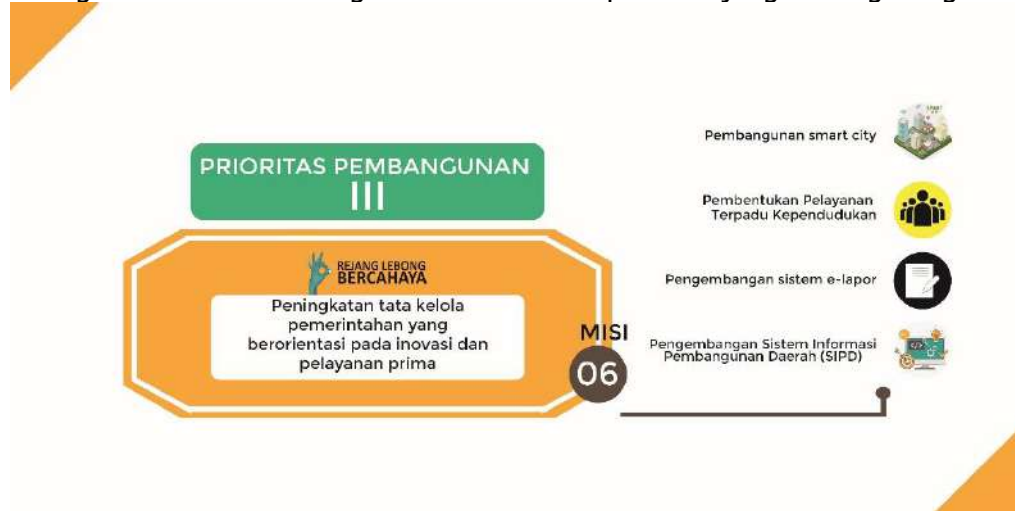 PRIORITAS PEMBANGUNAN
III
REJANG LEBONG
BERCAHAYA
Peningkatan tata kelola
pemerintahan yang
berorientasi pada inovasi dan
pelayanan prima
MISI
06
Pembangunan smart city
Pembentukan Pelayanan
Terpadu Kependudukan
Pengembangan sistem e-lapor
Pengembangan Sistem Informasi
Pembangunan Daerah (SIPD)